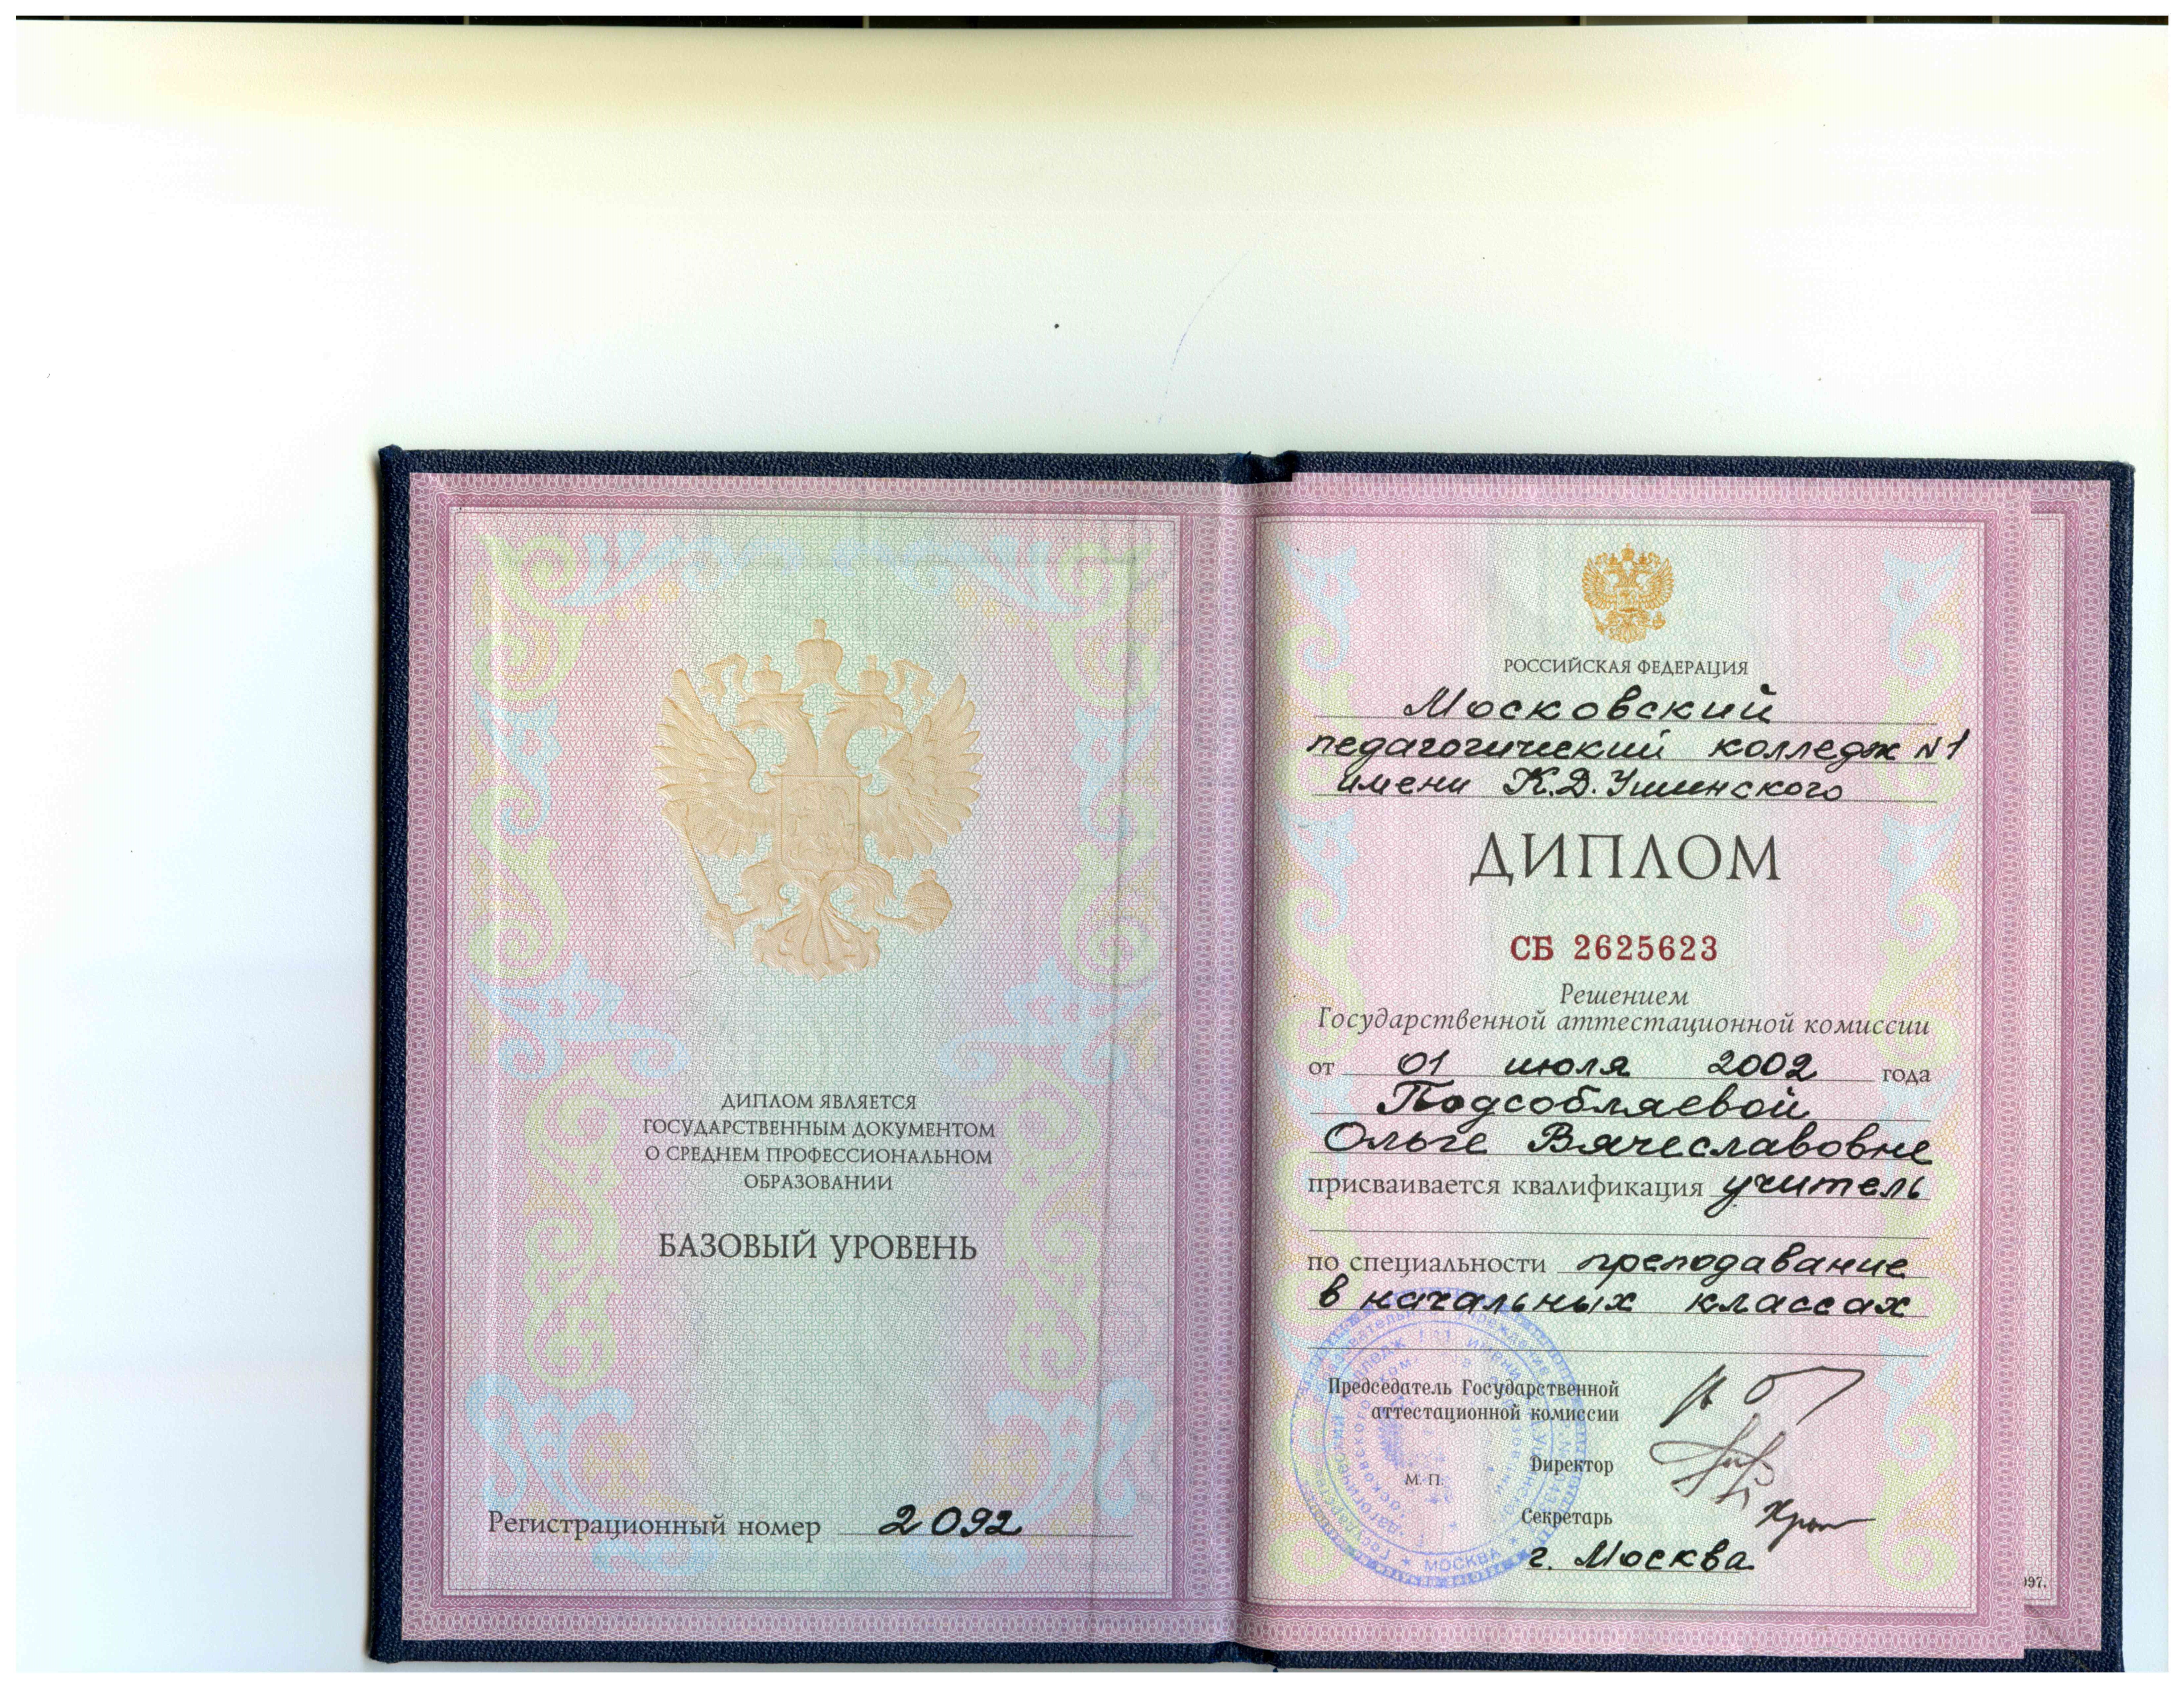 ДИПЛОМ ЯВЛЯЕТСЯ
ГОСУДАРСТВЕННЫМ ДОКУМЕНТОМ
О СРЕДНЕМ ПРОФЕССИОНАЛЬНОМ
ОБРАЗОВАНИИ
БАЗОВЫЙ УРОВЕНЬ
Регистрационный номер 2092
РОССИЙСКАЯ ФЕДЕРАЦИЯ
Московский
педагогический колледж N1
имени К.Д. Ушинского
ДИПЛОМ
СБ 2625623
Решением
Государственной аттестационной комиссии
от 01 июля 2002 года
Подсобляевой
Ольге Вячеславовне
присваивается квалификация учитель
по специальности преподавание
в начальных классах
Председатель Государственной
аттестационной комиссии
Директор
М. П.
Секретарь
г. Москва
МОСКВА